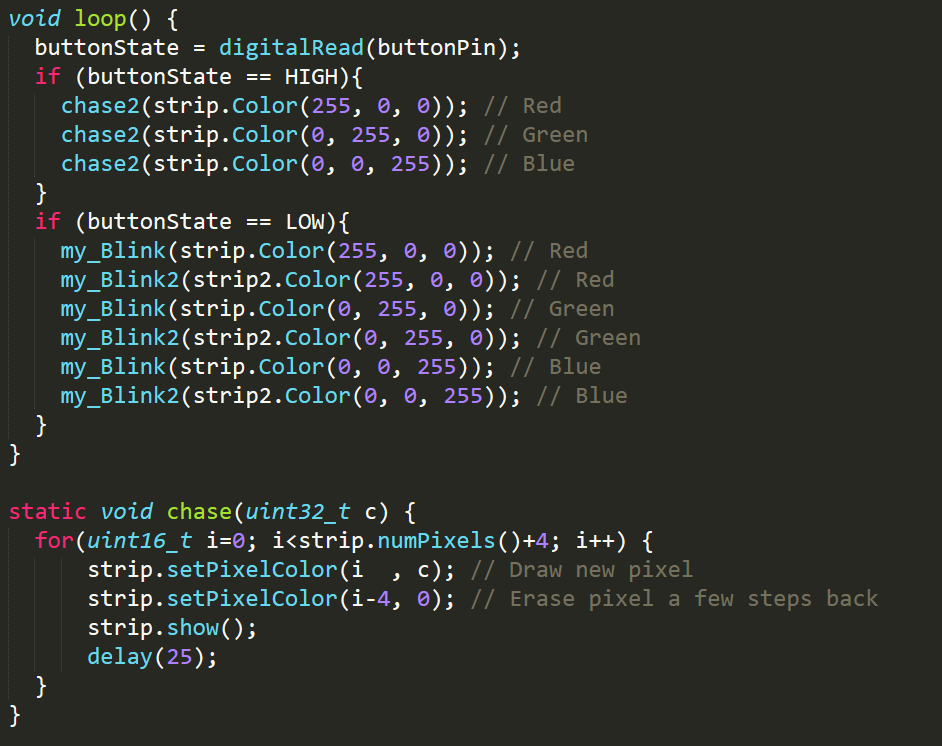 void loop() {
  buttonState = digitalRead(buttonPin);
  if (buttonState == HIGH){
    chase2(strip.Color(255, 0, 0)); // Red
    chase2(strip.Color(0, 255, 0)); // Green
    chase2(strip.Color(0, 0, 255)); // Blue
  }
  if (buttonState == LOW){
    my_Blink(strip.Color(255, 0, 0)); // Red
    my_Blink2(strip2.Color(255, 0, 0)); // Red
    my_Blink(strip.Color(0, 255, 0)); // Green
    my_Blink2(strip2.Color(0, 255, 0)); // Green
    my_Blink(strip.Color(0, 0, 255)); // Blue
    my_Blink2(strip2.Color(0, 0, 255)); // Blue
  }
}

static void chase(uint32_t c) {
  for(uint16_t i=0; i<strip.numPixels()+4; i++) {
      strip.setPixelColor(i  , c); // Draw new pixel
      strip.setPixelColor(i-4, 0); // Erase pixel a few steps back
      strip.show();
      delay(25);
  }
}